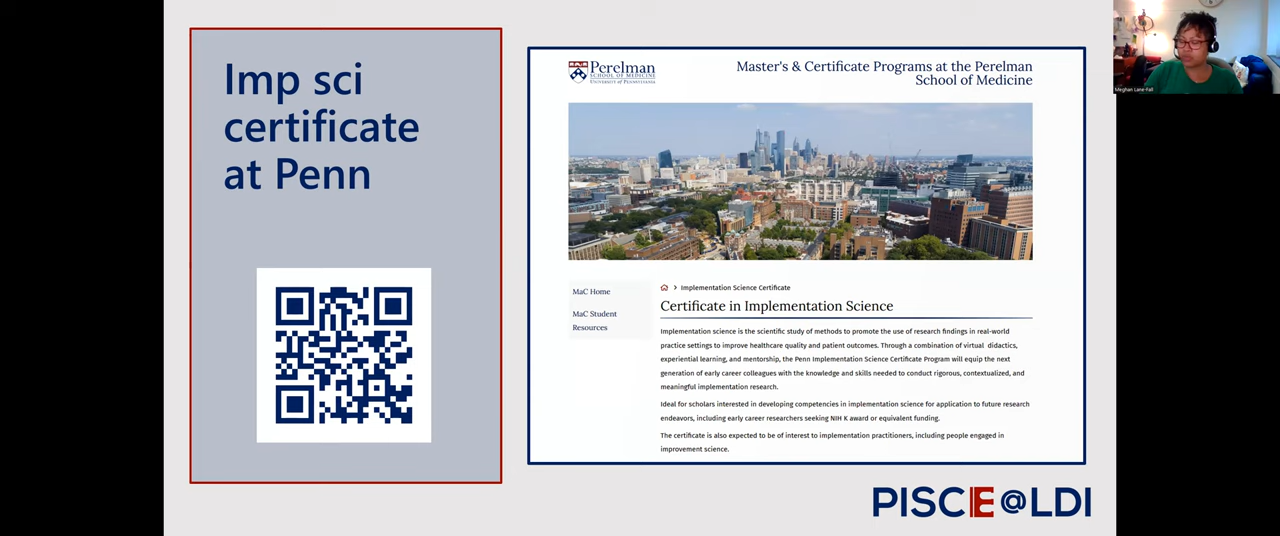 Imp sci
certificate
at Penn
Perelman
SCHOOL OF MEDICINE
UNIVERSITY of PENNSYLVANIA
Master's & Certificate Programs at the Perelman
School of Medicine
MaC Home
MaC Student
Resources
> Implementation Science Certificate
Certificate in Implementation Science
Implementation science is the scientific study of methods to promote the use of research findings in real-world
practice settings to improve healthcare quality and patient outcomes. Through a combination of virtual didactics,
experiential learning, and mentorship, the Penn Implementation Science Certificate Program will equip the next
generation of early career colleagues with the knowledge and skills needed to conduct rigorous, contextualized, and
meaningful implementation research.
Ideal for scholars interested in developing competencies in implementation science for application to future research
endeavors, including early career researchers seeking NIH K award or equivalent funding.
The certificate is also expected to be of interest to implementation practitioners, including people engaged in
improvement science.
PISCE@LDI
Meghan Lane-Fall